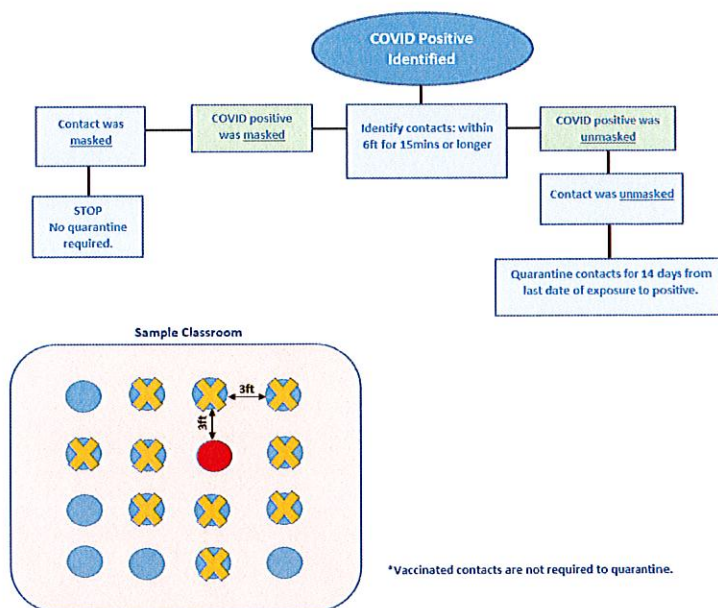 COVID Positive
Identified
Contact was
masked
COVID positive
was masked
Identify contacts: within
6ft for 15mins or longer
COVID positive was
unmasked
STOP
No quarantine
required.
Contact was unmasked
Quarantine contacts for 14 days from
last date of exposure to positive.
Sample Classroom
3ft
3ft
*Vaccinated contacts are not required to quarantine.